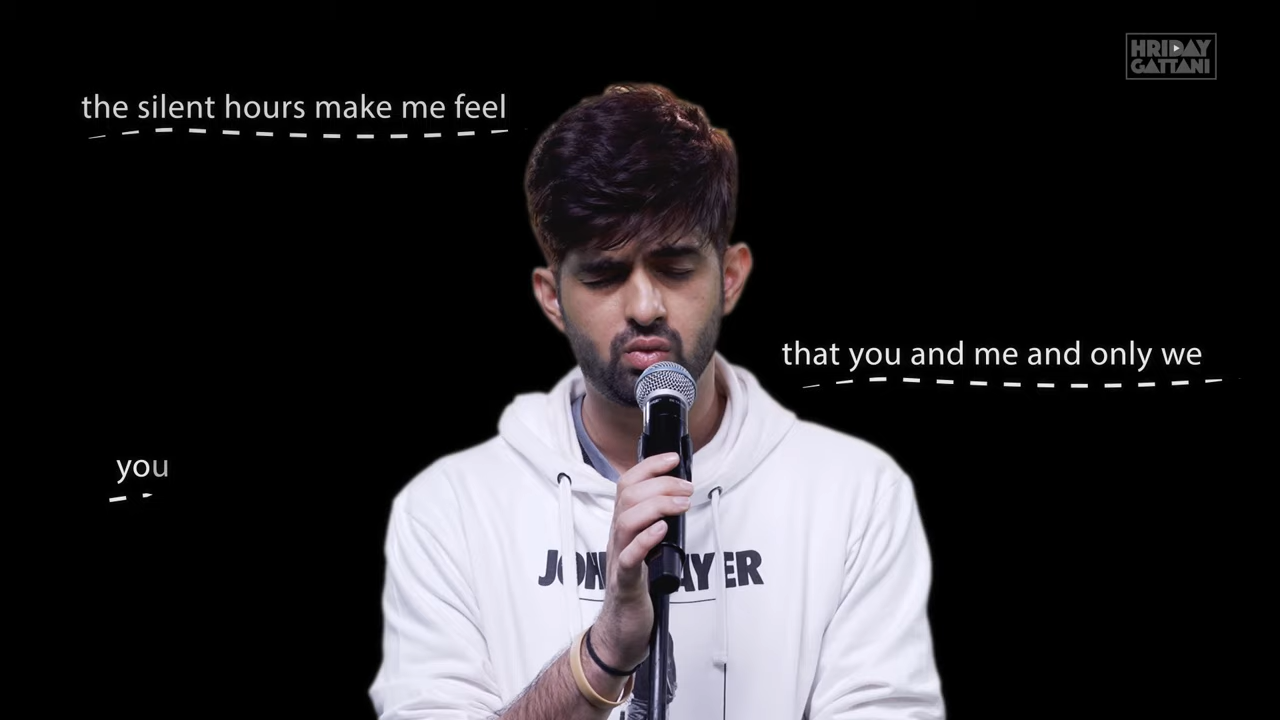 HRIDAY
GATTANI
the silent hours make me feel
that you and me and only we
you